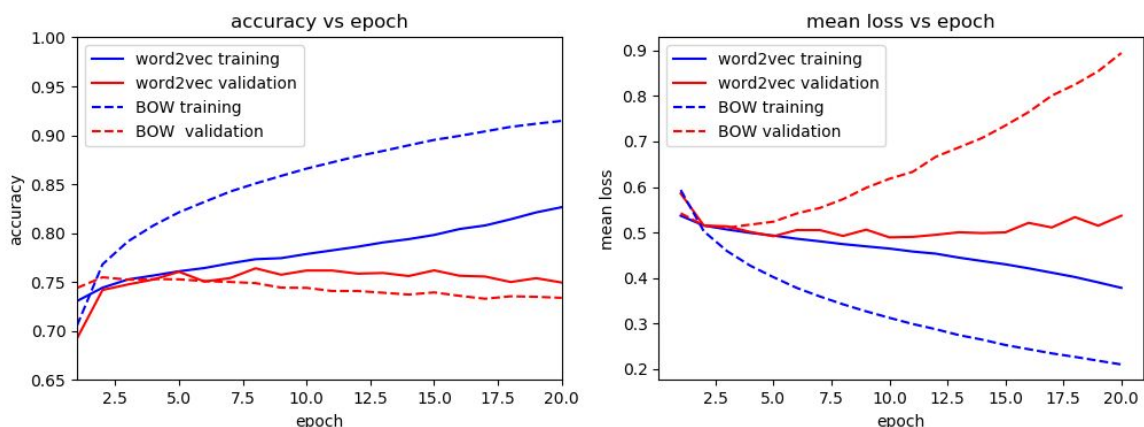 accuracy vs epoch
1.00
0.95
0.90
0.85
0.80
0.75
0.70
0.65
accuracy
word2vec training
word2vec validation
BOW training
BOW  validation
2.5 5.0 7.5 10.0 12.5 15.0 17.5 20.0
epoch
mean loss vs epoch
0.9
0.8
0.7
0.6
0.5
0.4
0.3
0.2
mean loss
word2vec training
word2vec validation
BOW training
BOW validation
2.5 5.0 7.5 10.0 12.5 15.0 17.5 20.0
epoch